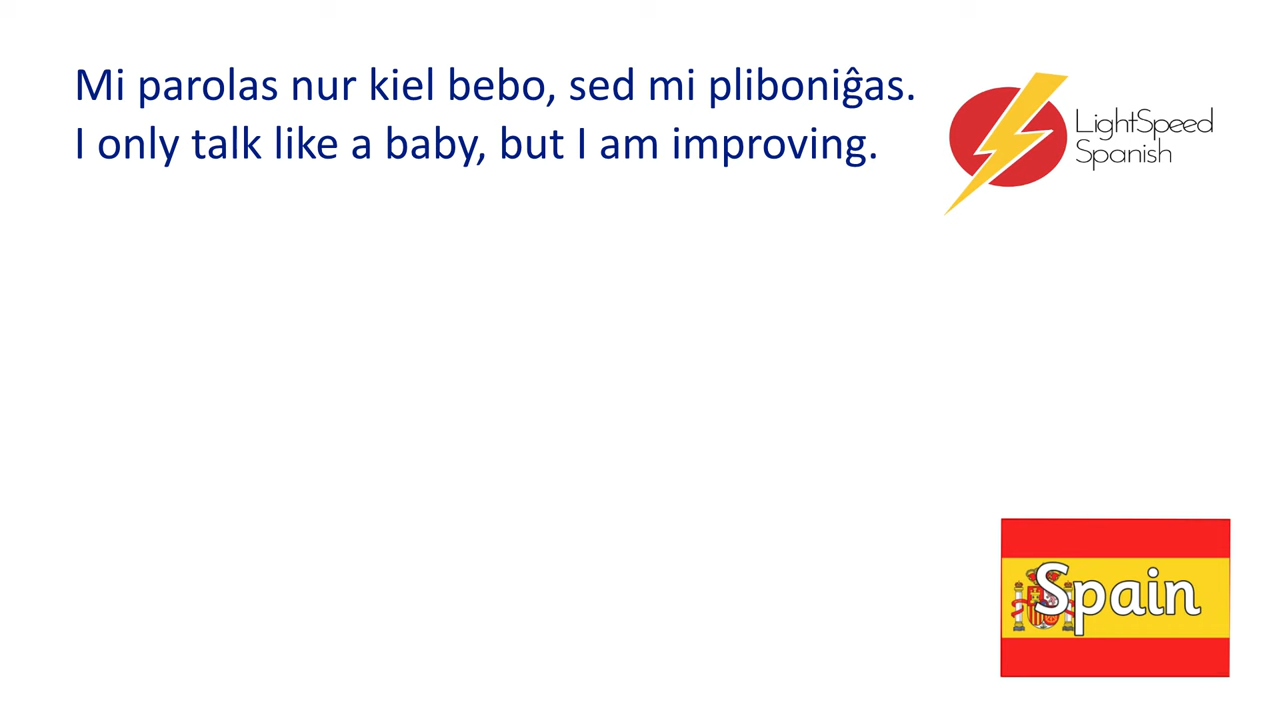 Mi parolas nur kiel bebo, sed mi pliboniĝas.
I only talk like a baby, but I am improving.
LightSpeed
Spanish
Spain